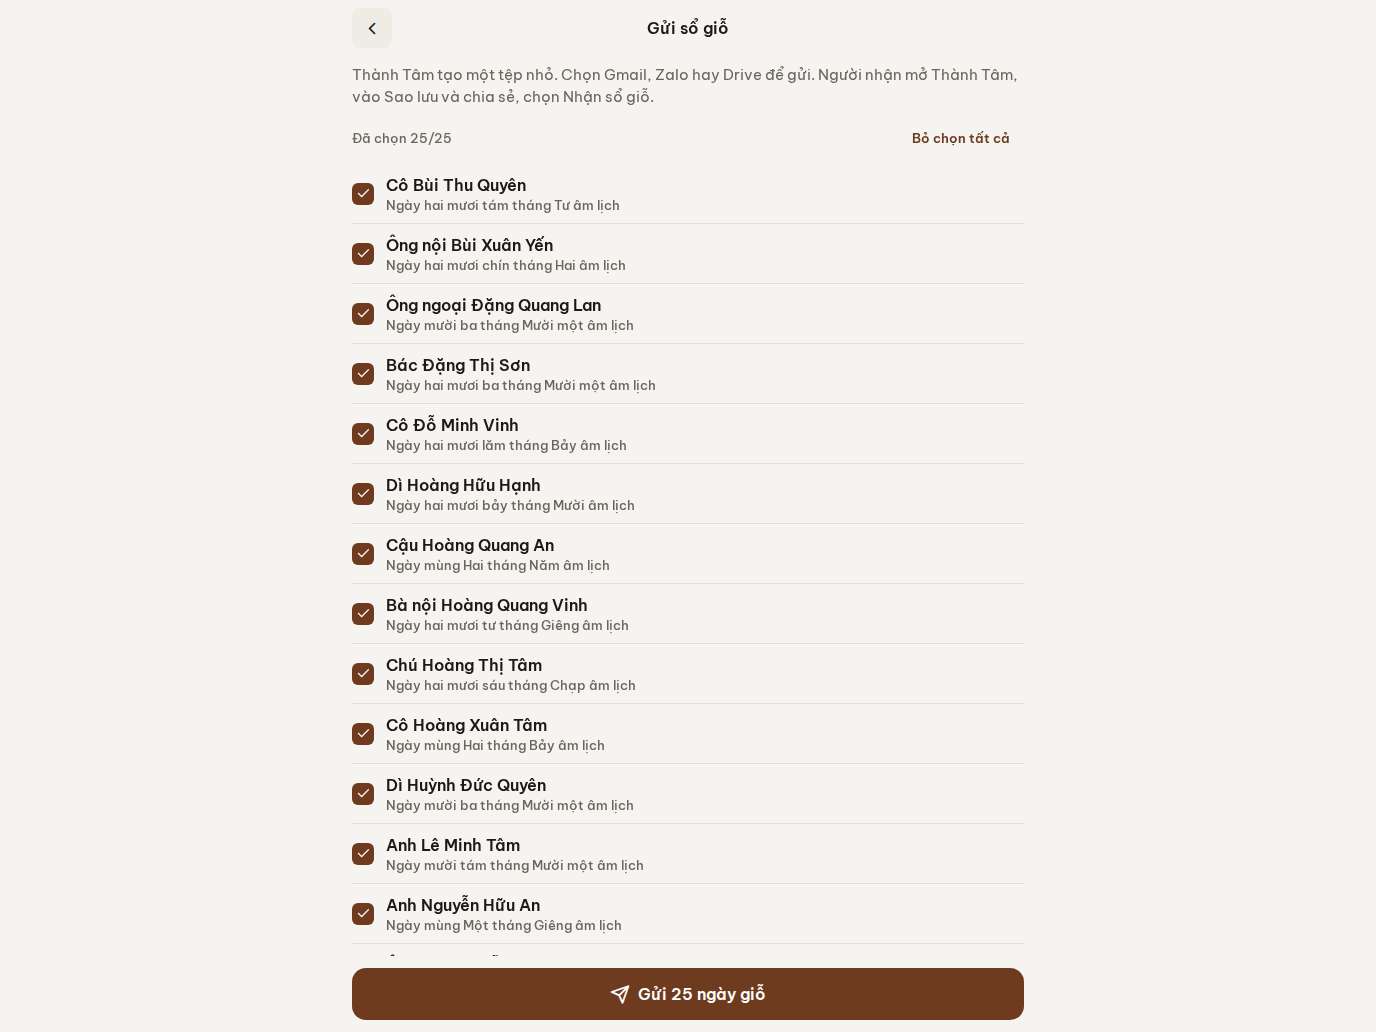 Gửi sổ giỗ
Thành Tâm tạo một tệp nhỏ. Chọn Gmail, Zalo hay Drive để gửi. Người nhận mở Thành Tâm,
vào Sao lưu và chia sẻ, chọn Nhận sổ giỗ.
Đã chọn 25/25
Bỏ chọn tất cả
Cô Bùi Thu Quyên
Ngày hai mươi tám tháng Tư âm lịch
Ông nội Bùi Xuân Yến
Ngày hai mươi chín tháng Hai âm lịch
Ông ngoại Đặng Quang Lan
Ngày mười ba tháng Mười một âm lịch
Bác Đặng Thị Sơn
Ngày hai mươi ba tháng Mười một âm lịch
Cô Đỗ Minh Vinh
Ngày hai mươi lăm tháng Bảy âm lịch
Dì Hoàng Hữu Hạnh
Ngày hai mươi bảy tháng Mười âm lịch
Cậu Hoàng Quang An
Ngày mùng Hai tháng Năm âm lịch
Bà nội Hoàng Quang Vinh
Ngày hai mươi tư tháng Giêng âm lịch
Chú Hoàng Thị Tâm
Ngày hai mươi sáu tháng Chạp âm lịch
Cô Hoàng Xuân Tâm
Ngày mùng Hai tháng Bảy âm lịch
Dì Huỳnh Đức Quyên
Ngày mười ba tháng Mười một âm lịch
Anh Lê Minh Tâm
Ngày mười tám tháng Mười một âm lịch
Anh Nguyễn Hữu An
Ngày mùng Một tháng Giêng âm lịch
Gửi 25 ngày giỗ